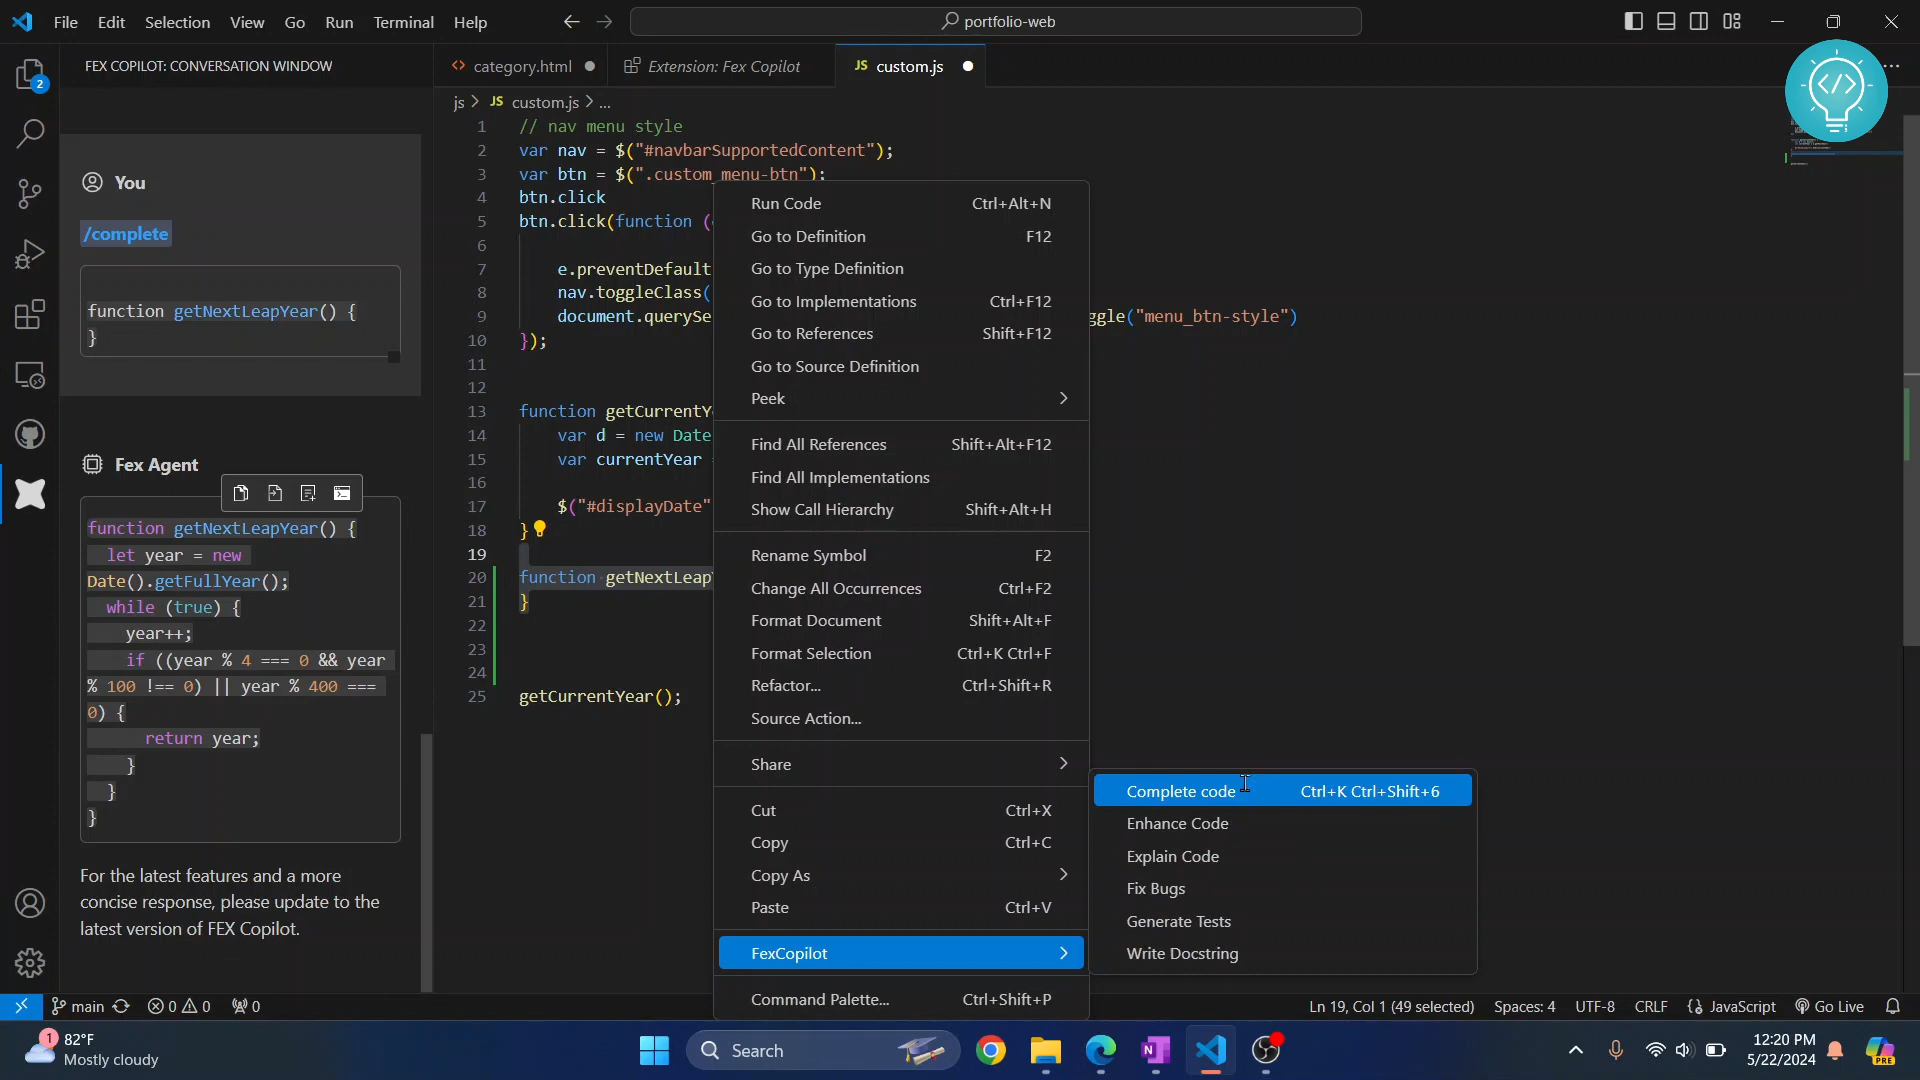 File Edit Selection View Go Run Terminal Help
portfolio-web
2
FEX COPILOT: CONVERSATION WINDOW
You
/complete
function getNextLeapYear() {
}
Fex Agent
function getNextLeapYear() {
let year = new
Date().getFullYear();
while (true) {
year++;
if ((year % 4 === 0 && year
% 100 !== 0) || year % 400 ===
0) {
return year;
}
}
}
For the latest features and a more
concise response, please update to the
latest version of FEX Copilot.
category.html
Extension: Fex Copilot
JS custom.js
js > JS custom.js > ...
1 // nav menu style
2 var nav = $("#navbarSupportedContent");
3 var btn = $(".custom_menu-btn");
4 btn.click
5 btn.click(function (
6
7 e.preventDefault
8 nav.toggleClass(
9 document.querySe ggle("menu_btn-style")
10 });
11
12
13 function getCurrentY
14 var d = new Date
15 var currentYear
16
17 $("#displayDate"
18 }
19
20 function getNextLeapY
21 }
22
23
24
25 getCurrentYear();
Run Code Ctrl+Alt+N
Go to Definition F12
Go to Type Definition
Go to Implementations Ctrl+F12
Go to References Shift+F12
Go to Source Definition
Peek
Find All References Shift+Alt+F12
Find All Implementations
Show Call Hierarchy Shift+Alt+H
Rename Symbol F2
Change All Occurrences Ctrl+F2
Format Document Shift+Alt+F
Format Selection Ctrl+K Ctrl+F
Refactor... Ctrl+Shift+R
Source Action...
Share
Cut Ctrl+X
Copy Ctrl+C
Copy As
Paste Ctrl+V
FexCopilot
Command Palette... Ctrl+Shift+P
Complete code Ctrl+K Ctrl+Shift+6
Enhance Code
Explain Code
Fix Bugs
Generate Tests
Write Docstring
main 0 0 0
Ln 19, Col 1 (49 selected) Spaces: 4 UTF-8 CRLF JavaScript Go Live
1
82°F
Mostly cloudy
Search
12:20 PM
5/22/2024
PRE